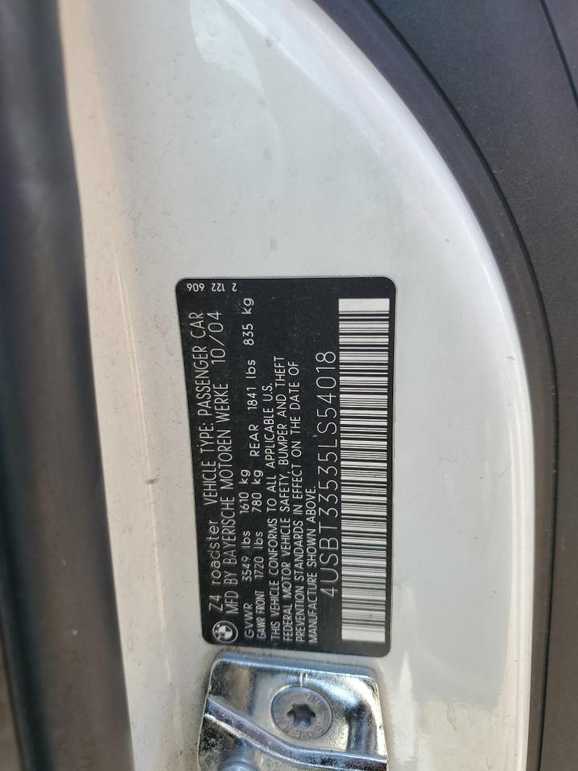 Z4 roadster VEHICLE TYPE: PASSENGER CAR
MFD BY BAYERISCHE MOTOREN WERKE 10/04
GVWR 3549 lbs 1610 kg
GAWR FRONT 1720 lbs 780 kg REAR 1841 lbs 835 kg
THIS VEHICLE CONFORMS TO ALL APPLICABLE U.S.
FEDERAL MOTOR VEHICLE SAFETY, BUMPER AND THEFT
PREVENTION STANDARDS IN EFFECT ON THE DATE OF
MANUFACTURE SHOWN ABOVE.
4USBT33535LS54018
2 122 606